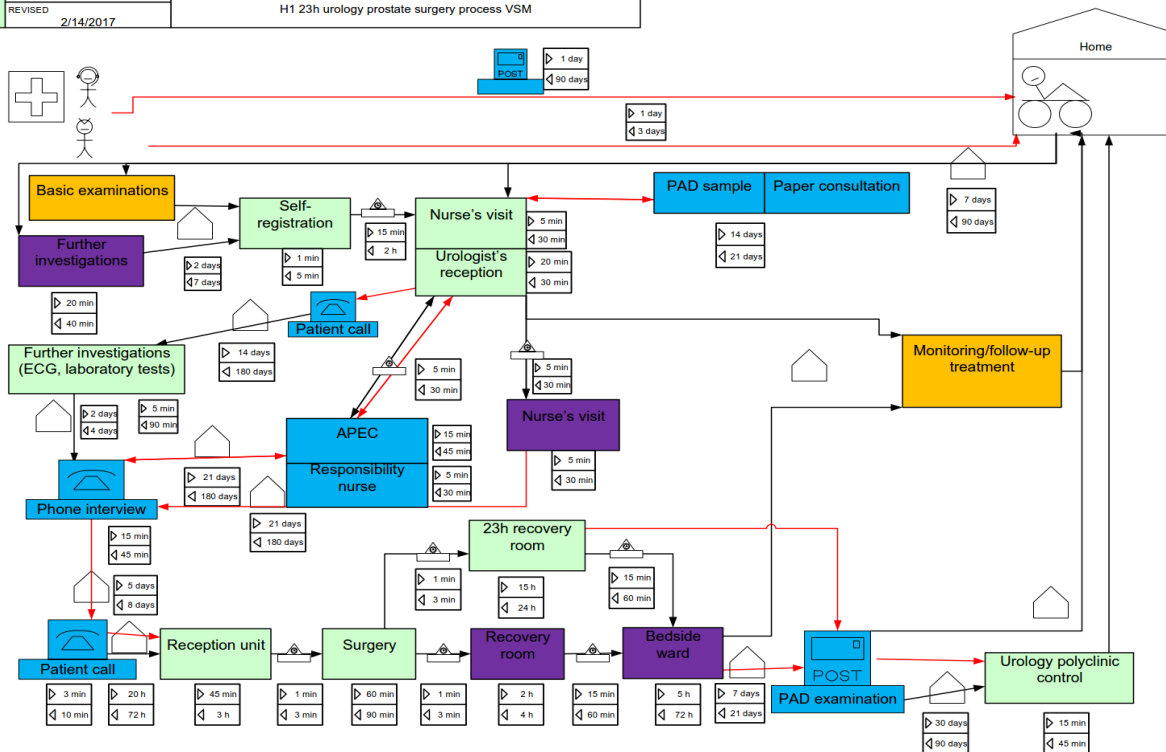 REVISED
2/14/2017
H1 23h urology prostate surgery process VSM
Home
POST
1 day
90 days
1 day
3 days
Basic examinations
Self-
registration
Nurse's visit
Urologist's
reception
PAD sample
Paper consultation
7 days
90 days
5 min
30 min
20 min
30 min
14 days
21 days
15 min
2 h
Further
investigations
2 days
7 days
1 min
5 min
20 min
40 min
Patient call
Further investigations
(ECG, laboratory tests)
14 days
180 days
5 min
30 min
5 min
30 min
Monitoring/follow-up
treatment
2 days
4 days
5 min
90 min
APEC
Responsibility
nurse
15 min
45 min
5 min
30 min
Nurse's visit
5 min
30 min
Phone interview
21 days
180 days
21 days
180 days
15 min
45 min
23h recovery
room
1 min
3 min
15 h
24 h
15 min
60 min
5 days
8 days
Patient call
Reception unit
Surgery
Recovery
room
Bedside
ward
POST
PAD examination
Urology polyclinic
control
3 min
10 min
20 h
72 h
45 min
3 h
1 min
3 min
60 min
90 min
1 min
3 min
2 h
4 h
15 min
60 min
5 h
72 h
7 days
21 days
30 days
90 days
15 min
45 min